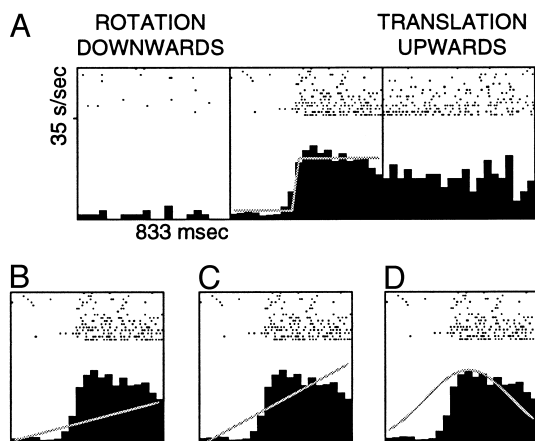 A
ROTATION
DOWNWARDS
TRANSLATION
UPWARDS
35 s/sec
833 msec
B
C
D